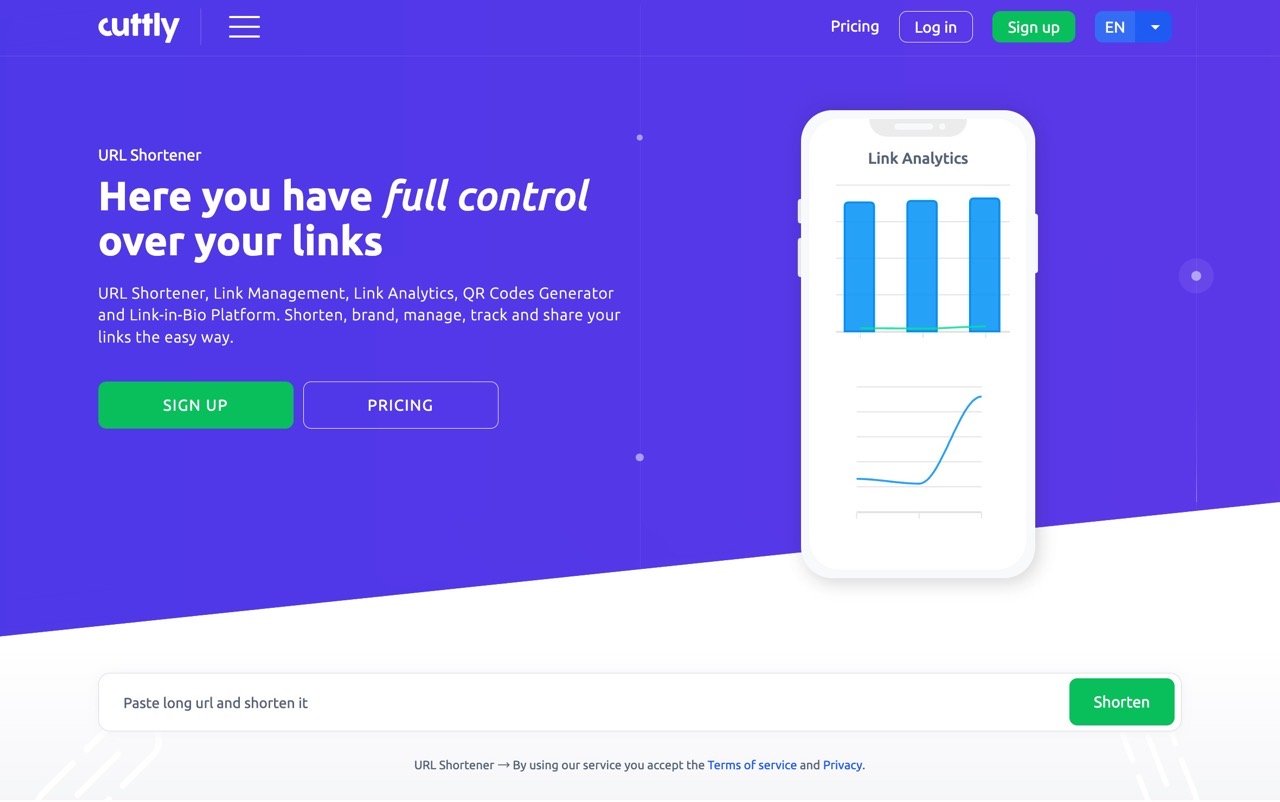 cuttly
Pricing
Log in
Sign up
EN
URL Shortener
Here you have full control
over your links
URL Shortener, Link Management, Link Analytics, QR Codes Generator
and Link-in-Bio Platform. Shorten, brand, manage, track and share your
links the easy way.
SIGN UP
PRICING
Link Analytics
Paste long url and shorten it
Shorten
URL Shortener → By using our service you accept the Terms of service and Privacy.